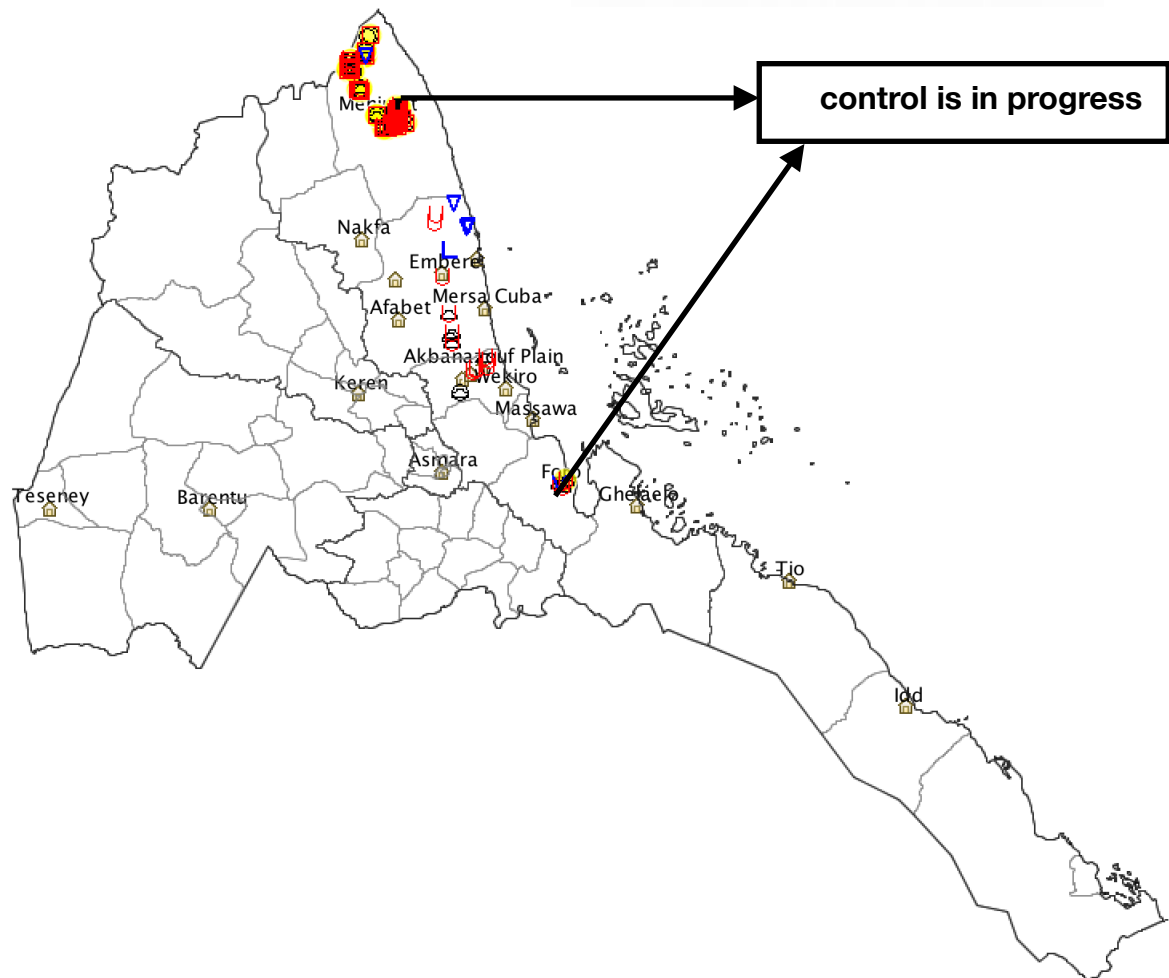 control is in progress
Nakfa
Embere
Mersa Cuba
Afabet
Plain
Keren
Wekiro
Massawa
Asmara
Ghelaelo
Teseney
Barentu
Tio
Idd